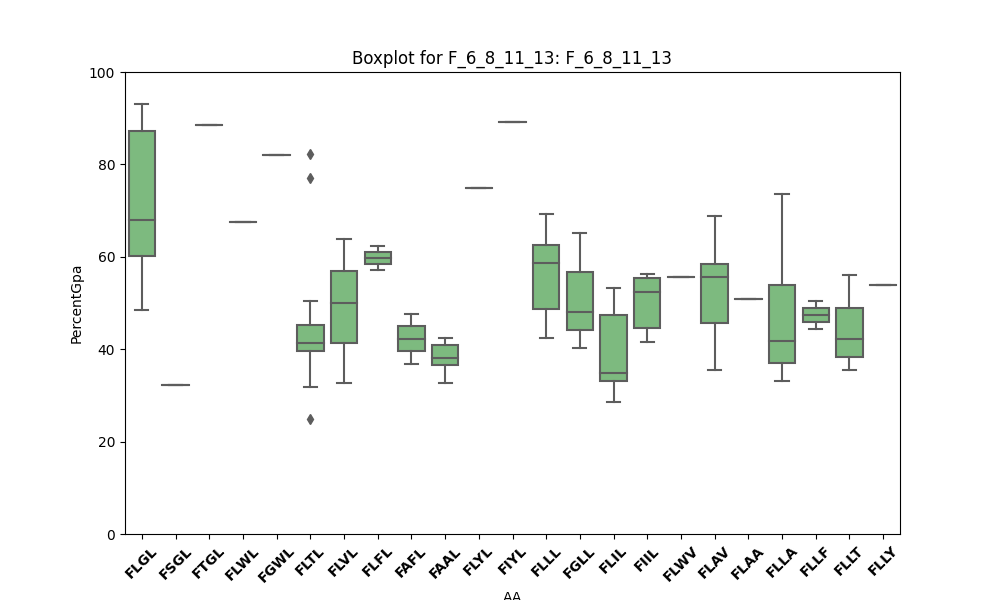 Boxplot for F_6_8_11_13: F_6_8_11_13
100
80
60
40
20
0
PercentGpa
FLGL FSGL FTGL FLWL FGWL FLTL FLVL FLFL FAFL FAAL FLYL FIYL FLLL FGLL FLIL FIIL FLWV FLAV FLAA FLLA FLLF FLLT FLLY
AA